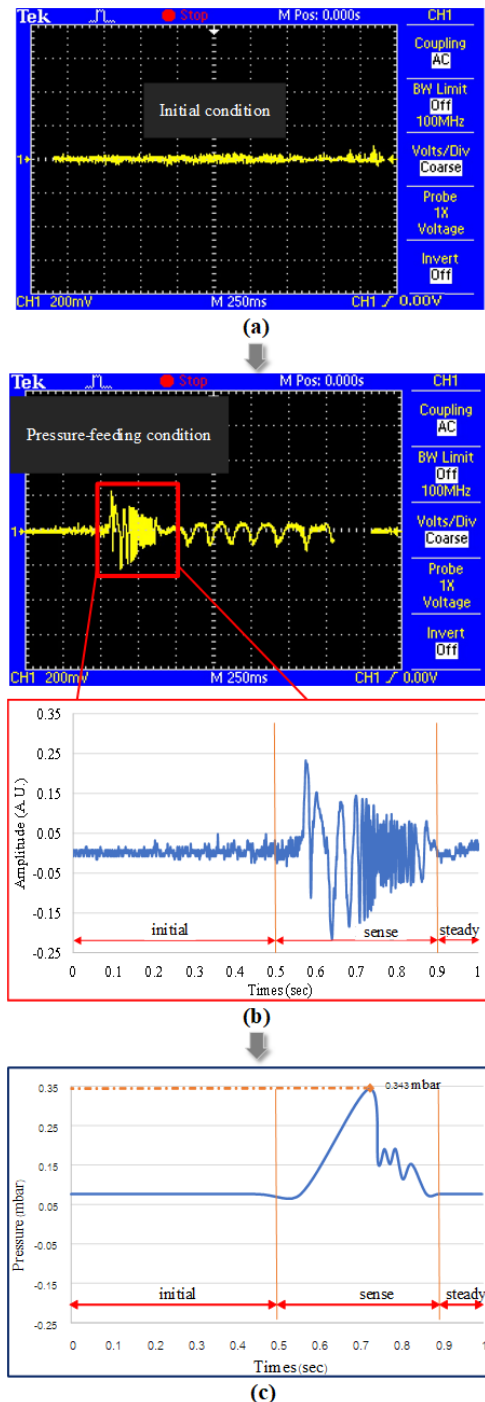 Tek Stop M Pos: 0.000s CH1
Coupling
AC
Initial condition
BW Limit
Off
100MHz
1
Volts/Div
Coarse
Probe
1X
Voltage
Invert
Off
CH1 200mV M 250ms CH1 0.00V
(a)
Tek Stop M Pos: 0.000s CH1
Coupling
AC
Pressure-feeding condition
BW Limit
Off
100MHz
1
Volts/Div
Coarse
Probe
1X
Voltage
Invert
Off
CH1 200mV M 250ms CH1 0.00V
Amplitude (A.U.)
0.35
0.25
0.15
0.05
-0.05
-0.15
-0.25
initial sense steady
0 0.1 0.2 0.3 0.4 0.5 0.6 0.7 0.8 0.9 1
Times (sec)
(b)
Pressure (mbar)
0.35
0.343 mbar
0.25
0.15
0.05
-0.05
-0.15
-0.25
initial sense steady
0 0.1 0.2 0.3 0.4 0.5 0.6 0.7 0.8 0.9 1
Times (sec)
(c)